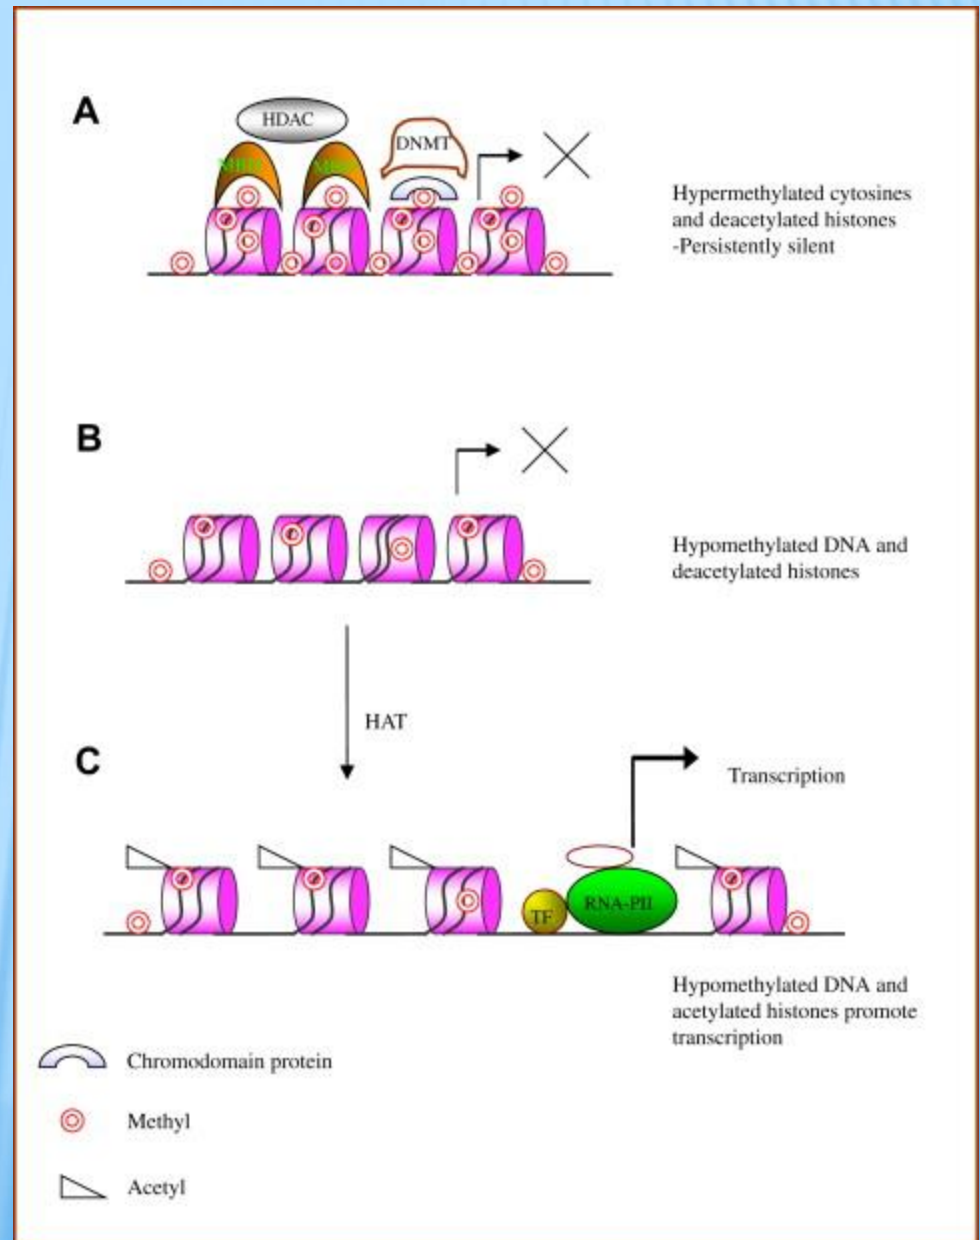 A
HDAC
DNMT
Hypermethylated cytosines
and deacetylated histones
-Persistently silent
B
Hypomethylated DNA and
deacetylated histones
HAT
C
Transcription
TF
RNA-PII
Hypomethylated DNA and
acetylated histones promote
transcription
Chromodomain protein
Methyl
Acetyl